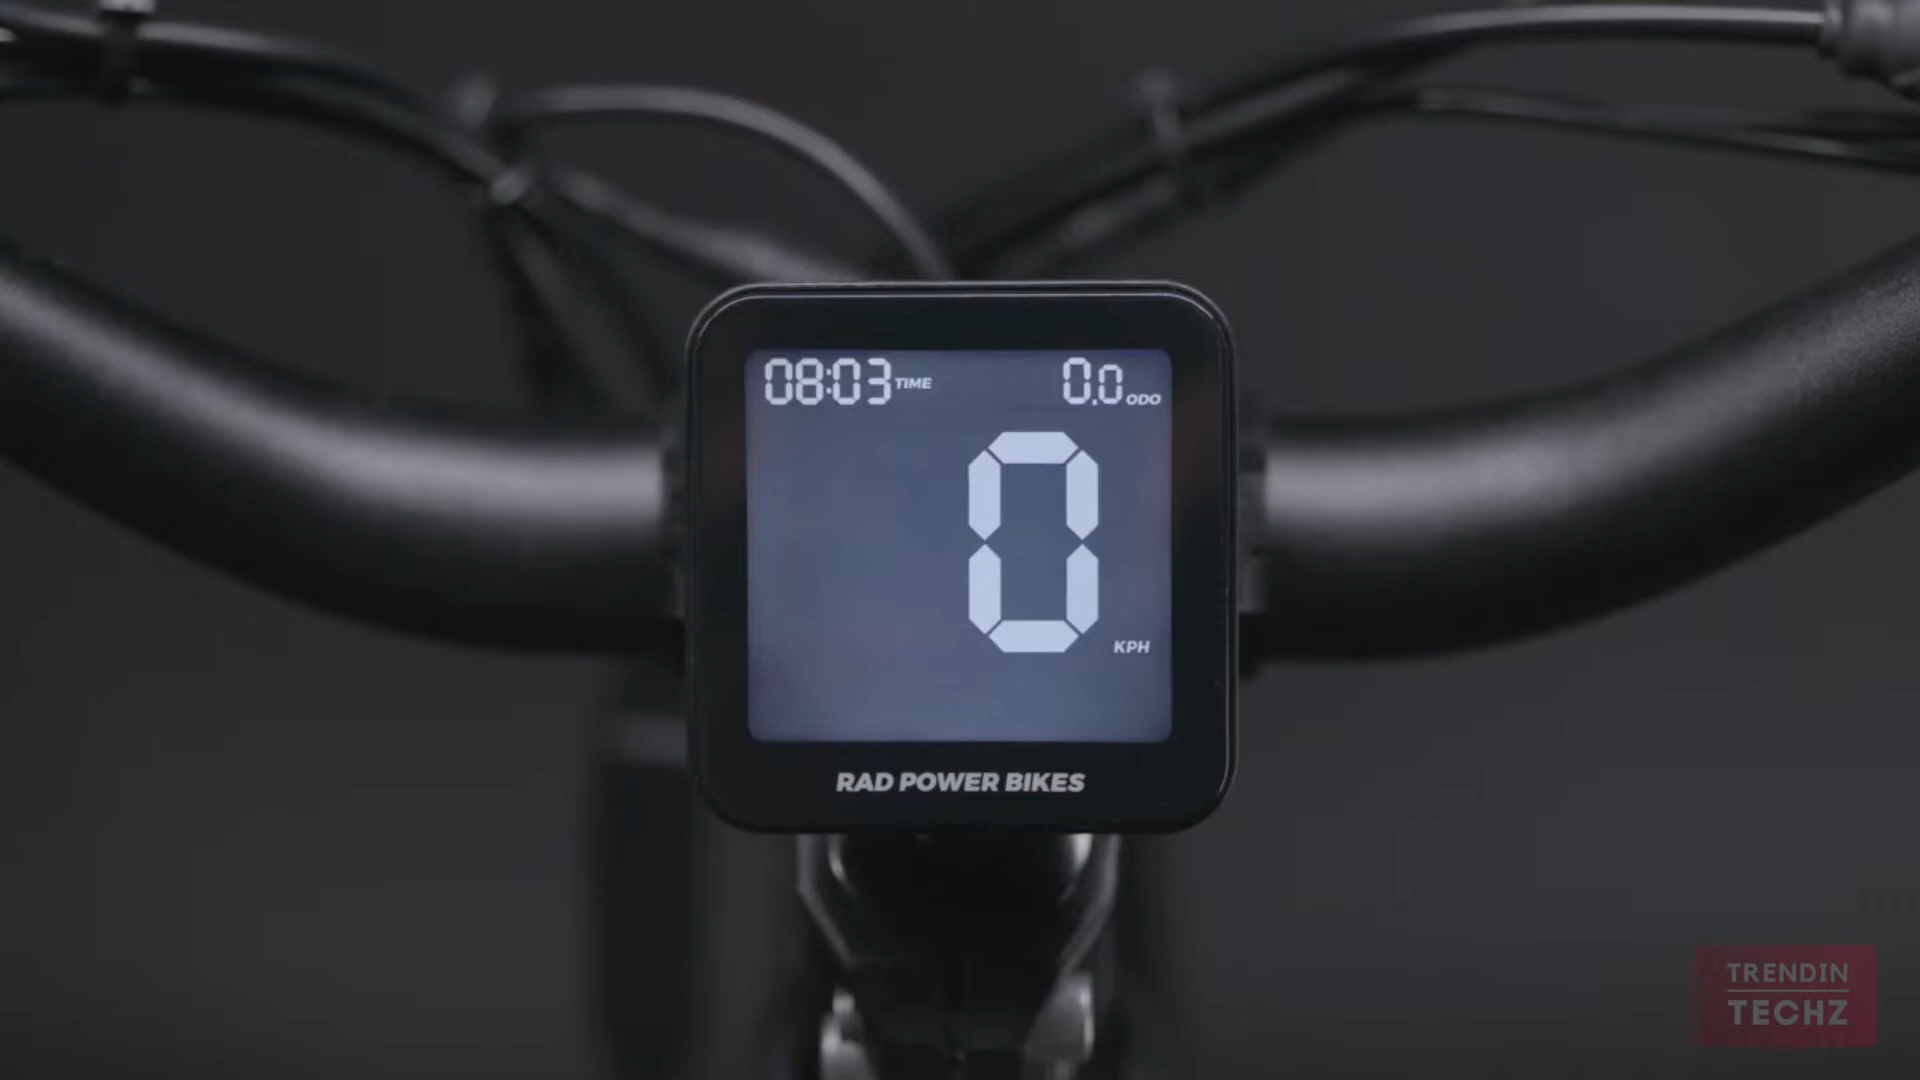 08:03 TIME
0.0 ODO
0
KPH
RAD POWER BIKES
TRENDIN
TECHZ